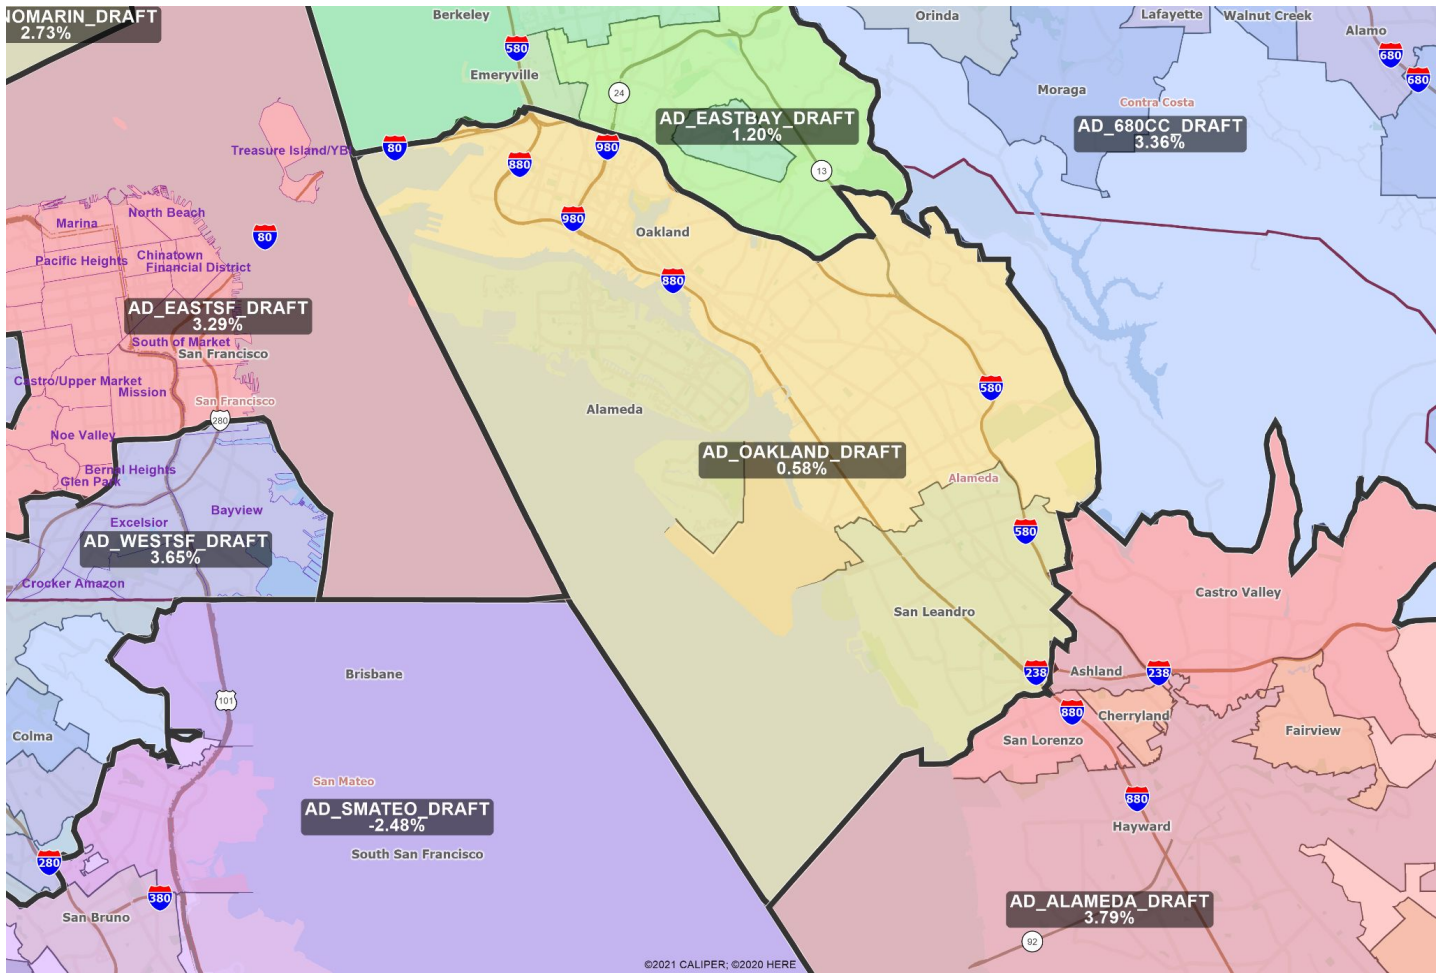 NOMARIN_DRAFT
2.73%
Berkeley
Orinda
Lafayette
Walnut Creek
Alamo
580
680
680
Emeryville
24
Moraga
Contra Costa
AD_EASTBAY_DRAFT
1.20%
AD_680CC_DRAFT
3.36%
Treasure Island/YB
80
880
980
13
Marina
North Beach
980
80
Oakland
Pacific Heights
Chinatown
Financial District
880
AD_EASTSF_DRAFT
3.29%
South of Market
San Francisco
Castro/Upper Market
Mission
San Francisco
580
Alameda
280
Noe Valley
Bernal Heights
Glen Park
AD_OAKLAND_DRAFT
0.58%
Alameda
Bayview
Excelsior
AD_WESTSF_DRAFT
3.65%
580
Crocker Amazon
San Leandro
Castro Valley
Brisbane
238
Ashland
238
101
880
Cherryland
Colma
San Lorenzo
Fairview
San Mateo
AD_SMATEO_DRAFT
-2.48%
880
Hayward
South San Francisco
280
380
San Bruno
AD_ALAMEDA_DRAFT
3.79%
92
©2021 CALIPER; ©2020 HERE